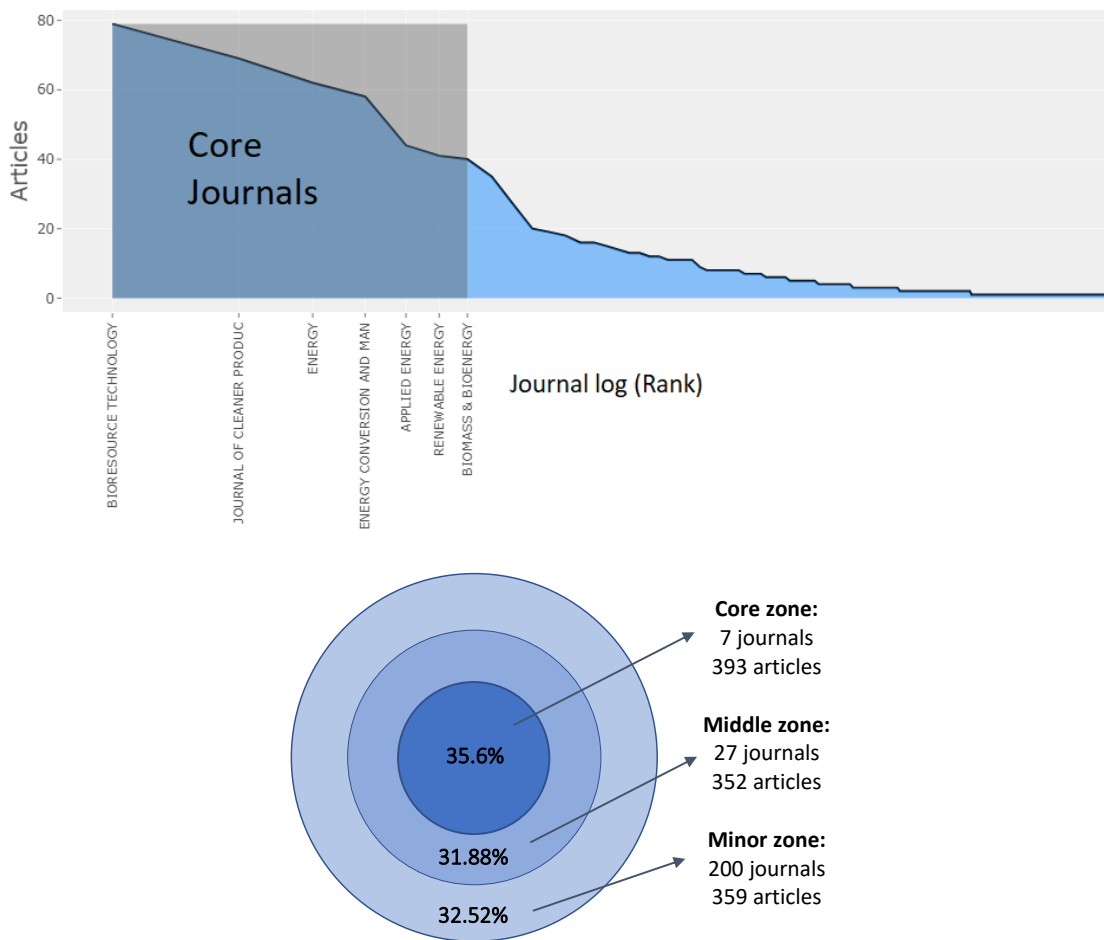 80
60
40
20
0
Articles
Core
Journals
BIORESOURCE TECHNOLOGY
JOURNAL OF CLEANER PRODUC
ENERGY
ENERGY CONVERSION AND MAN
APPLIED ENERGY
RENEWABLE ENERGY
BIOMASS & BIOENERGY
Journal log (Rank)
Core zone:
7 journals
393 articles
35.6%
Middle zone:
27 journals
352 articles
31.88%
Minor zone:
200 journals
359 articles
32.52%